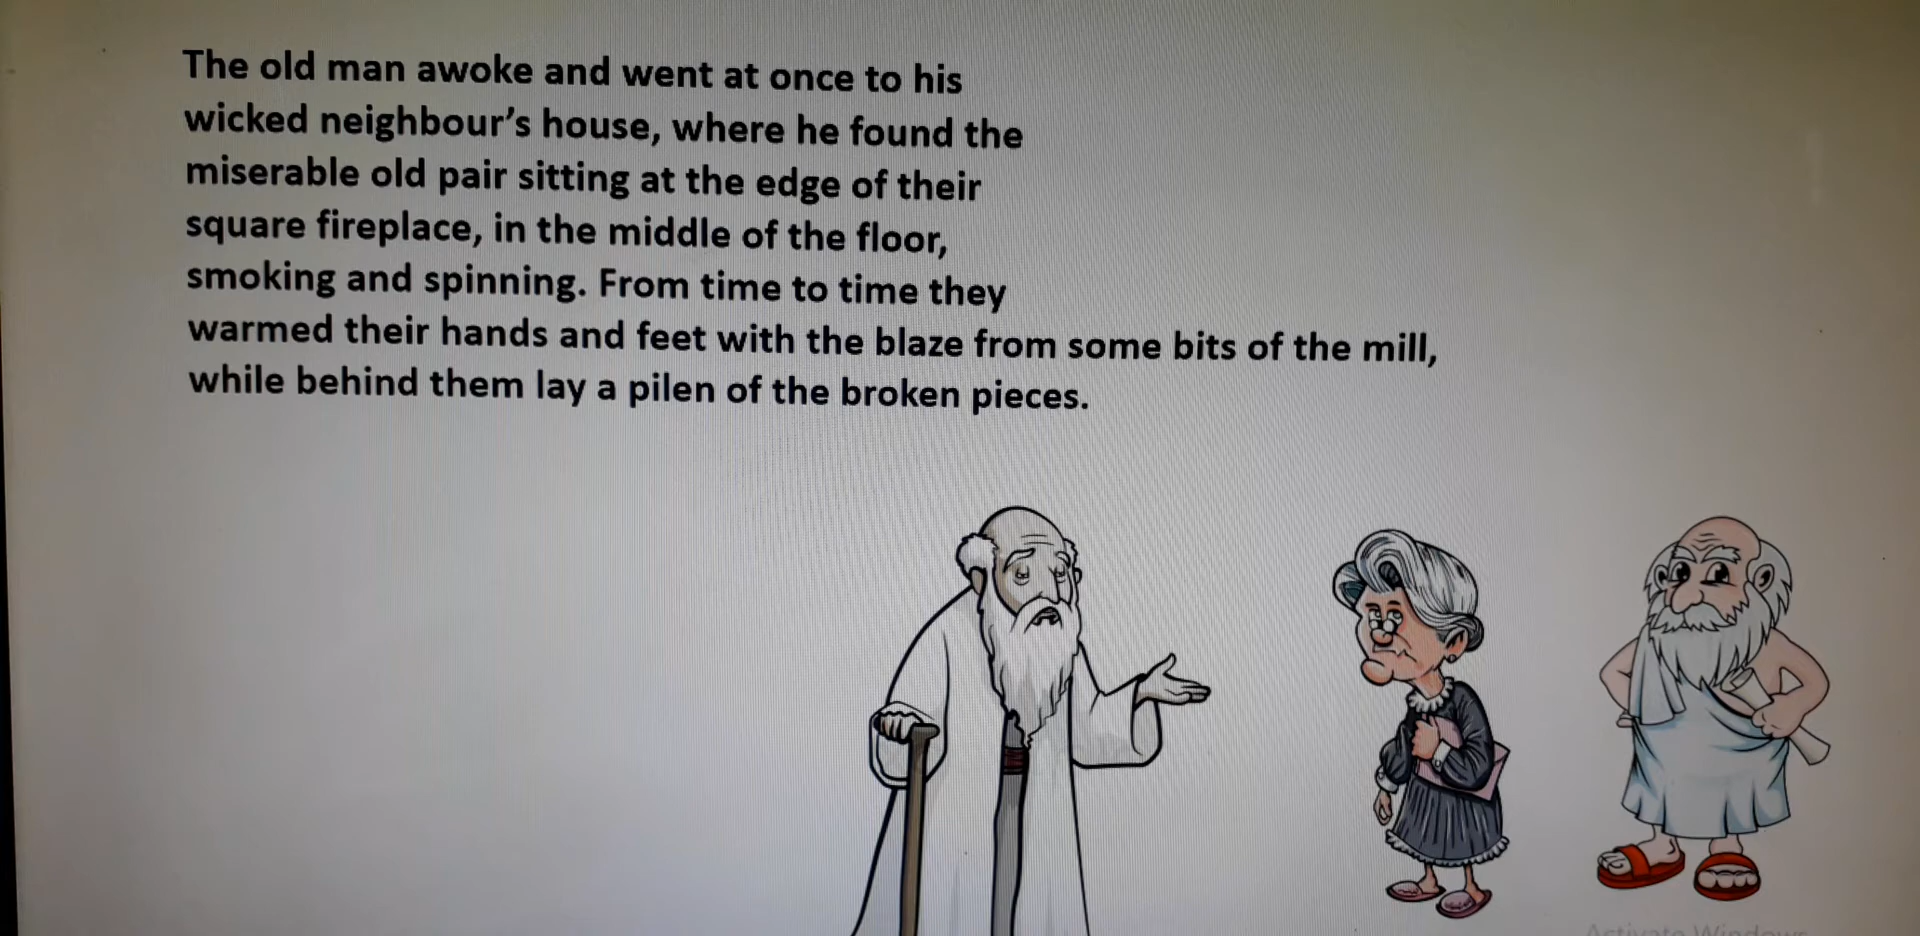 The old man awoke and went at once to his
wicked neighbour's house, where he found the
miserable old pair sitting at the edge of their
square fireplace, in the middle of the floor,
smoking and spinning. From time to time they
warmed their hands and feet with the blaze from some bits of the mill,
while behind them lay a pilen of the broken pieces.
Activate Windows